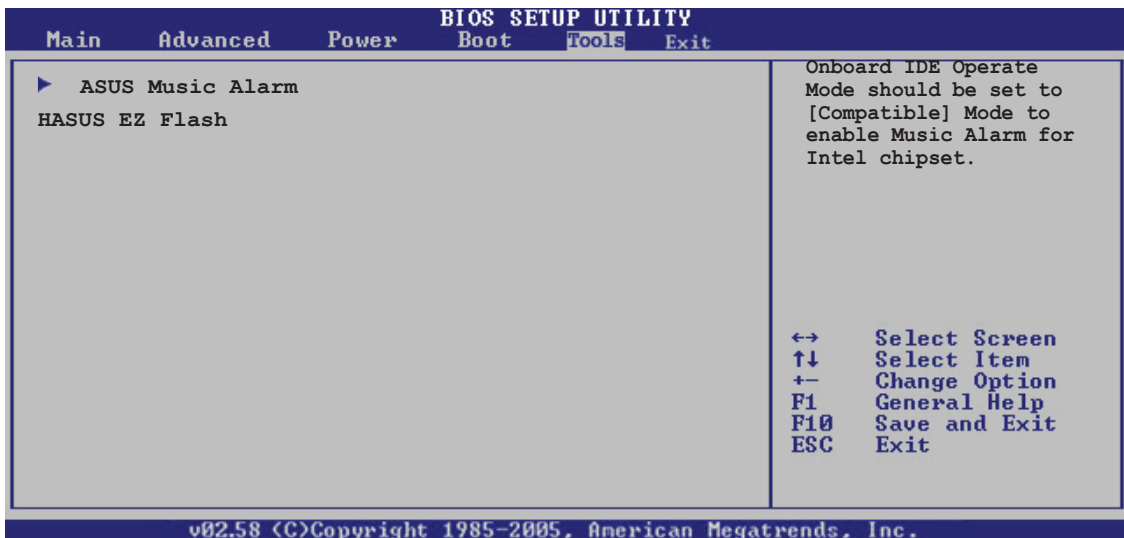 BIOS SETUP UTILITY
Main Advanced Power Boot Tools Exit
ASUS Music Alarm
HASUS EZ Flash
Onboard IDE Operate
Mode should be set to
[Compatible] Mode to
enable Music Alarm for
Intel chipset.
←→ Select Screen
↑↓ Select Item
+- Change Option
F1 General Help
F10 Save and Exit
ESC Exit
v02.58 (C)Copyright 1985-2005, American Megatrends, Inc.